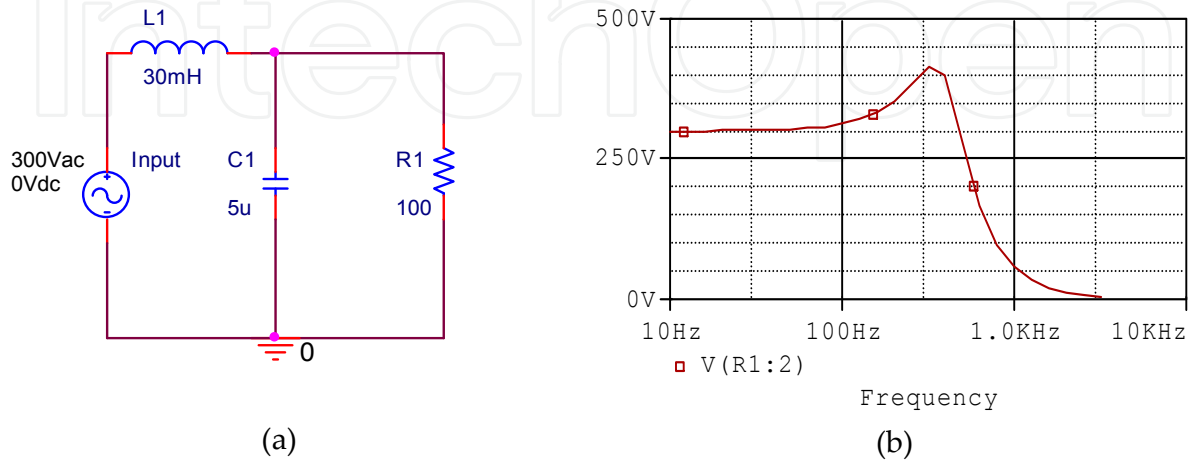 InTechOpen
L1
30mH
300Vac
0Vdc
Input
C1
5u
R1
100
0
(a)
500V
250V
0V
10Hz
100Hz
1.0KHz
10KHz
V(R1:2)
Frequency
(b)